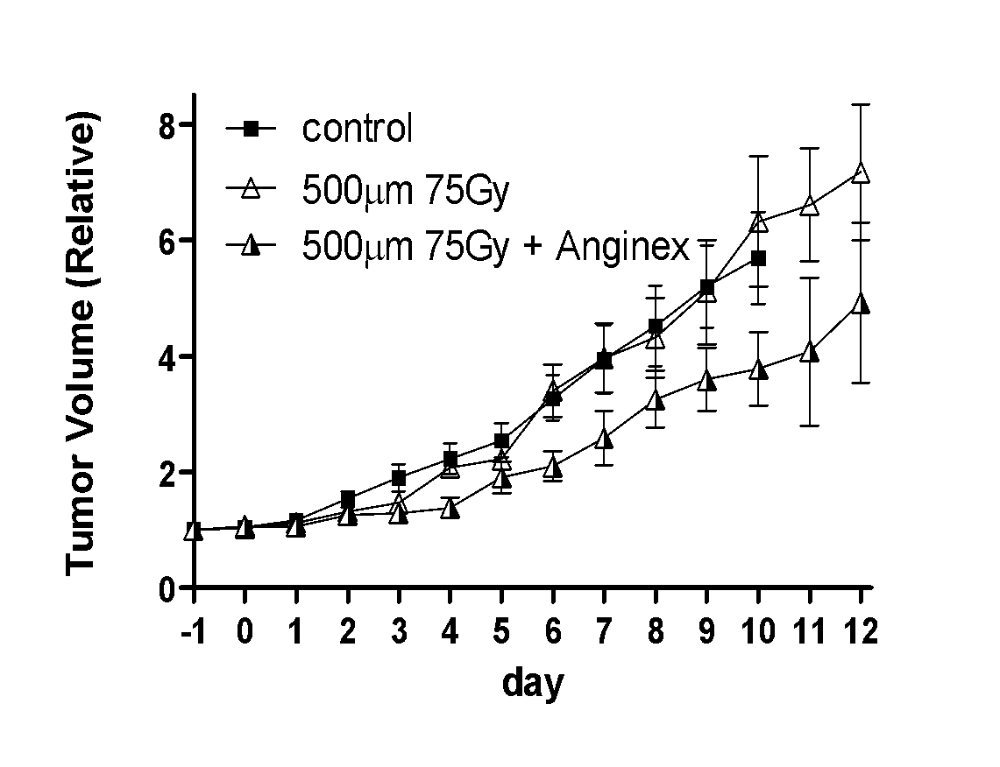 Tumor Volume (Relative)
8
6
4
2
0
control
500μm 75Gy
500μm 75Gy + Anginex
-1 0 1 2 3 4 5 6 7 8 9 10 11 12
day